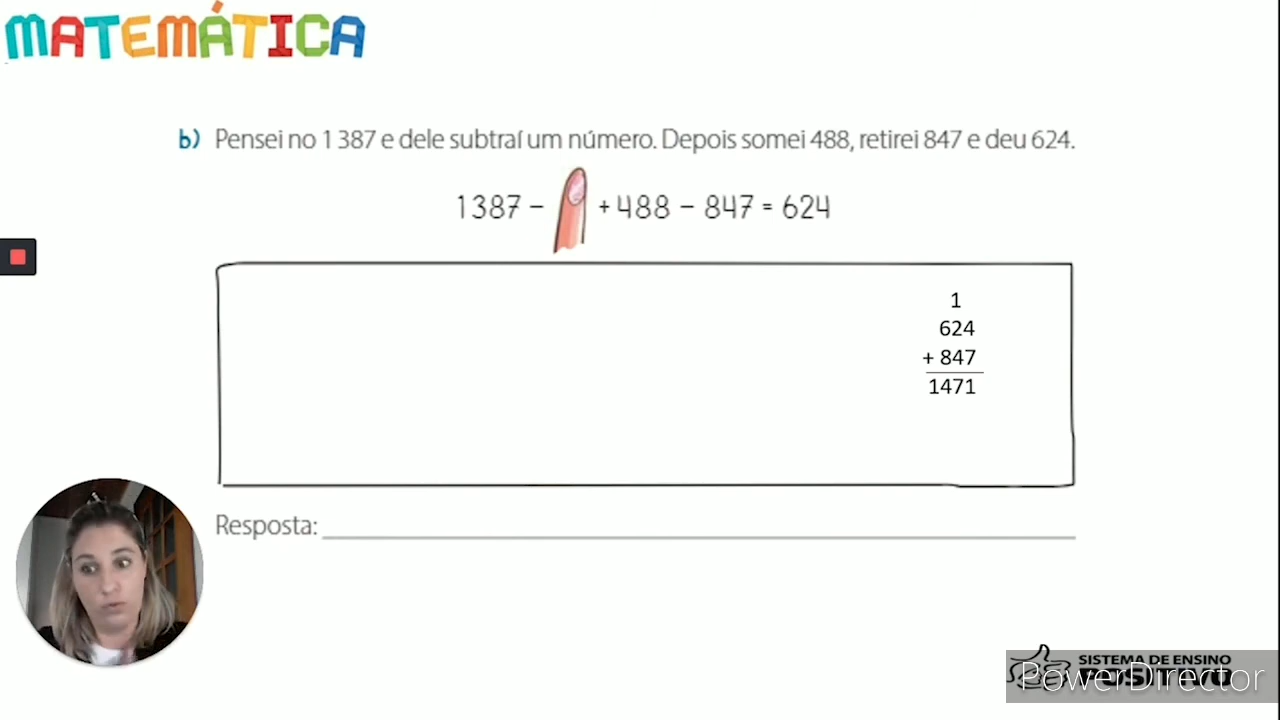 MATEMÁTICA
b) Pensei no 1 387 e dele subtraí um número. Depois somei 488, retirei 847 e deu 624.
1387 - + 488 - 847 = 624
1
624
+ 847
1471
Resposta:
SISTEMA DE ENSINO
POSITIVO
PowerDirector